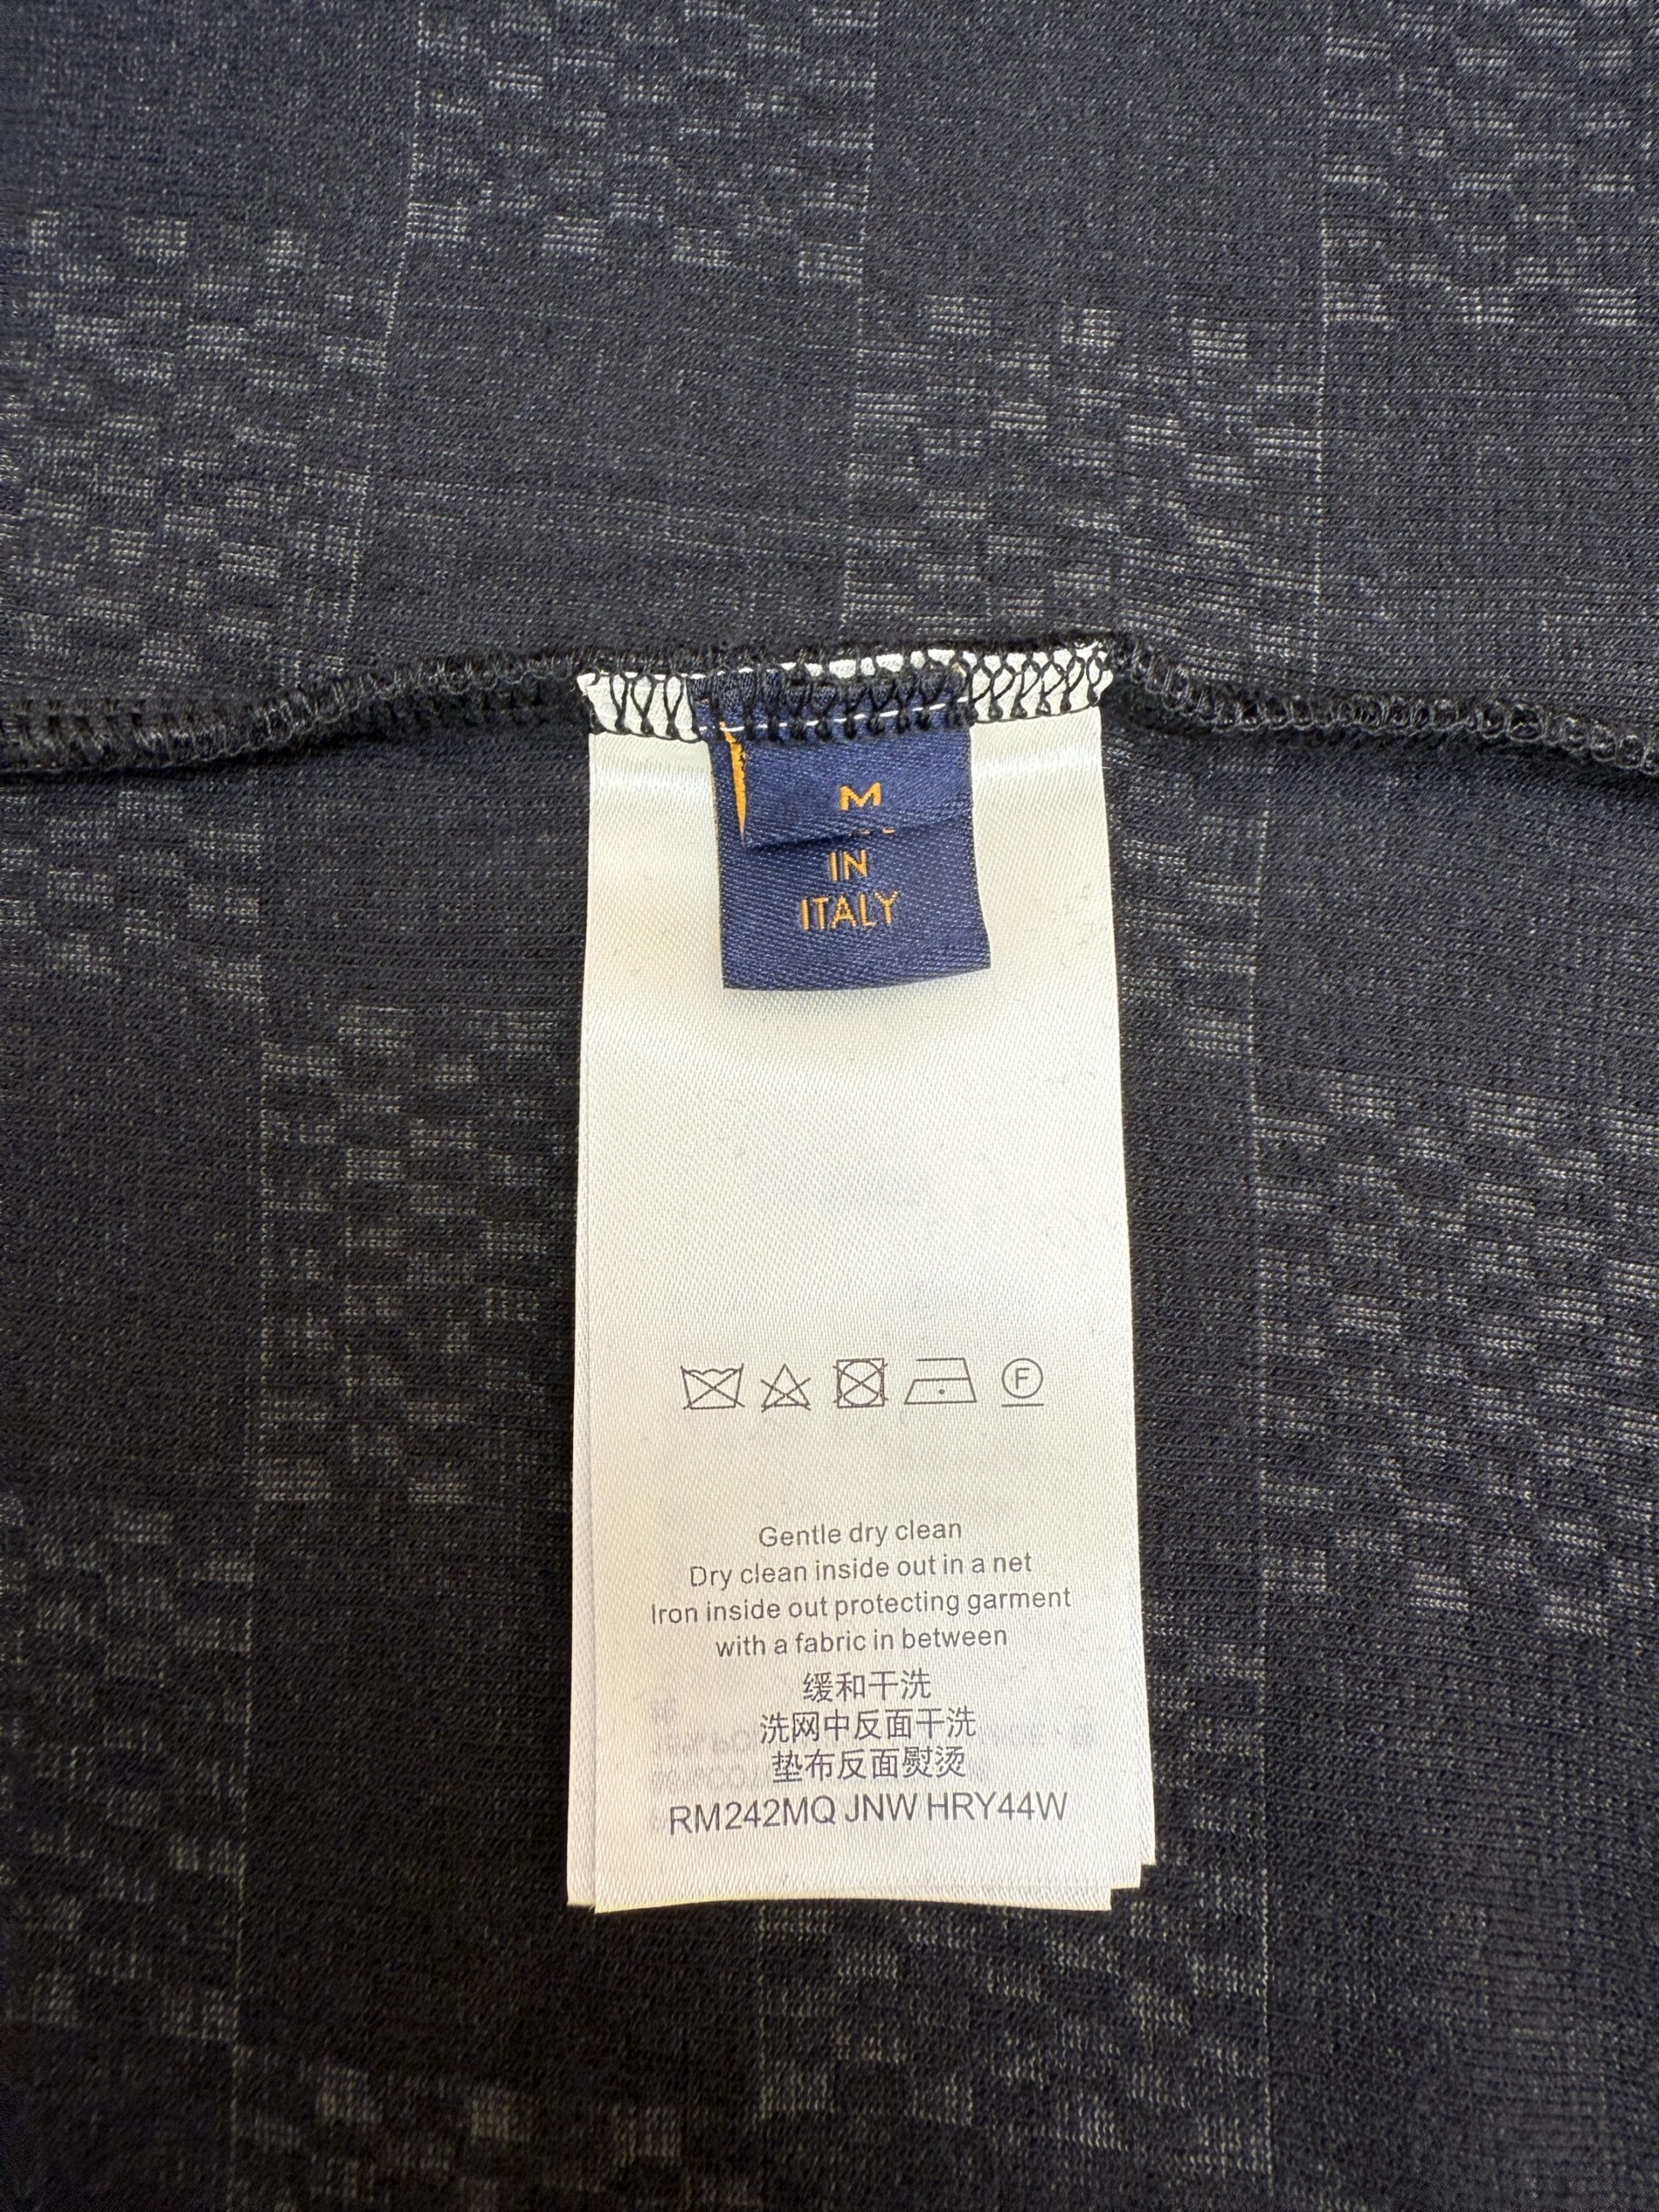 M
IN
ITALY
F
Gentle dry clean
Dry clean inside out in a net
Iron inside out protecting garment
with a fabric in between
缓和干洗
洗网中反面干洗
垫布反面熨烫
RM242MQ JNW HRY44W